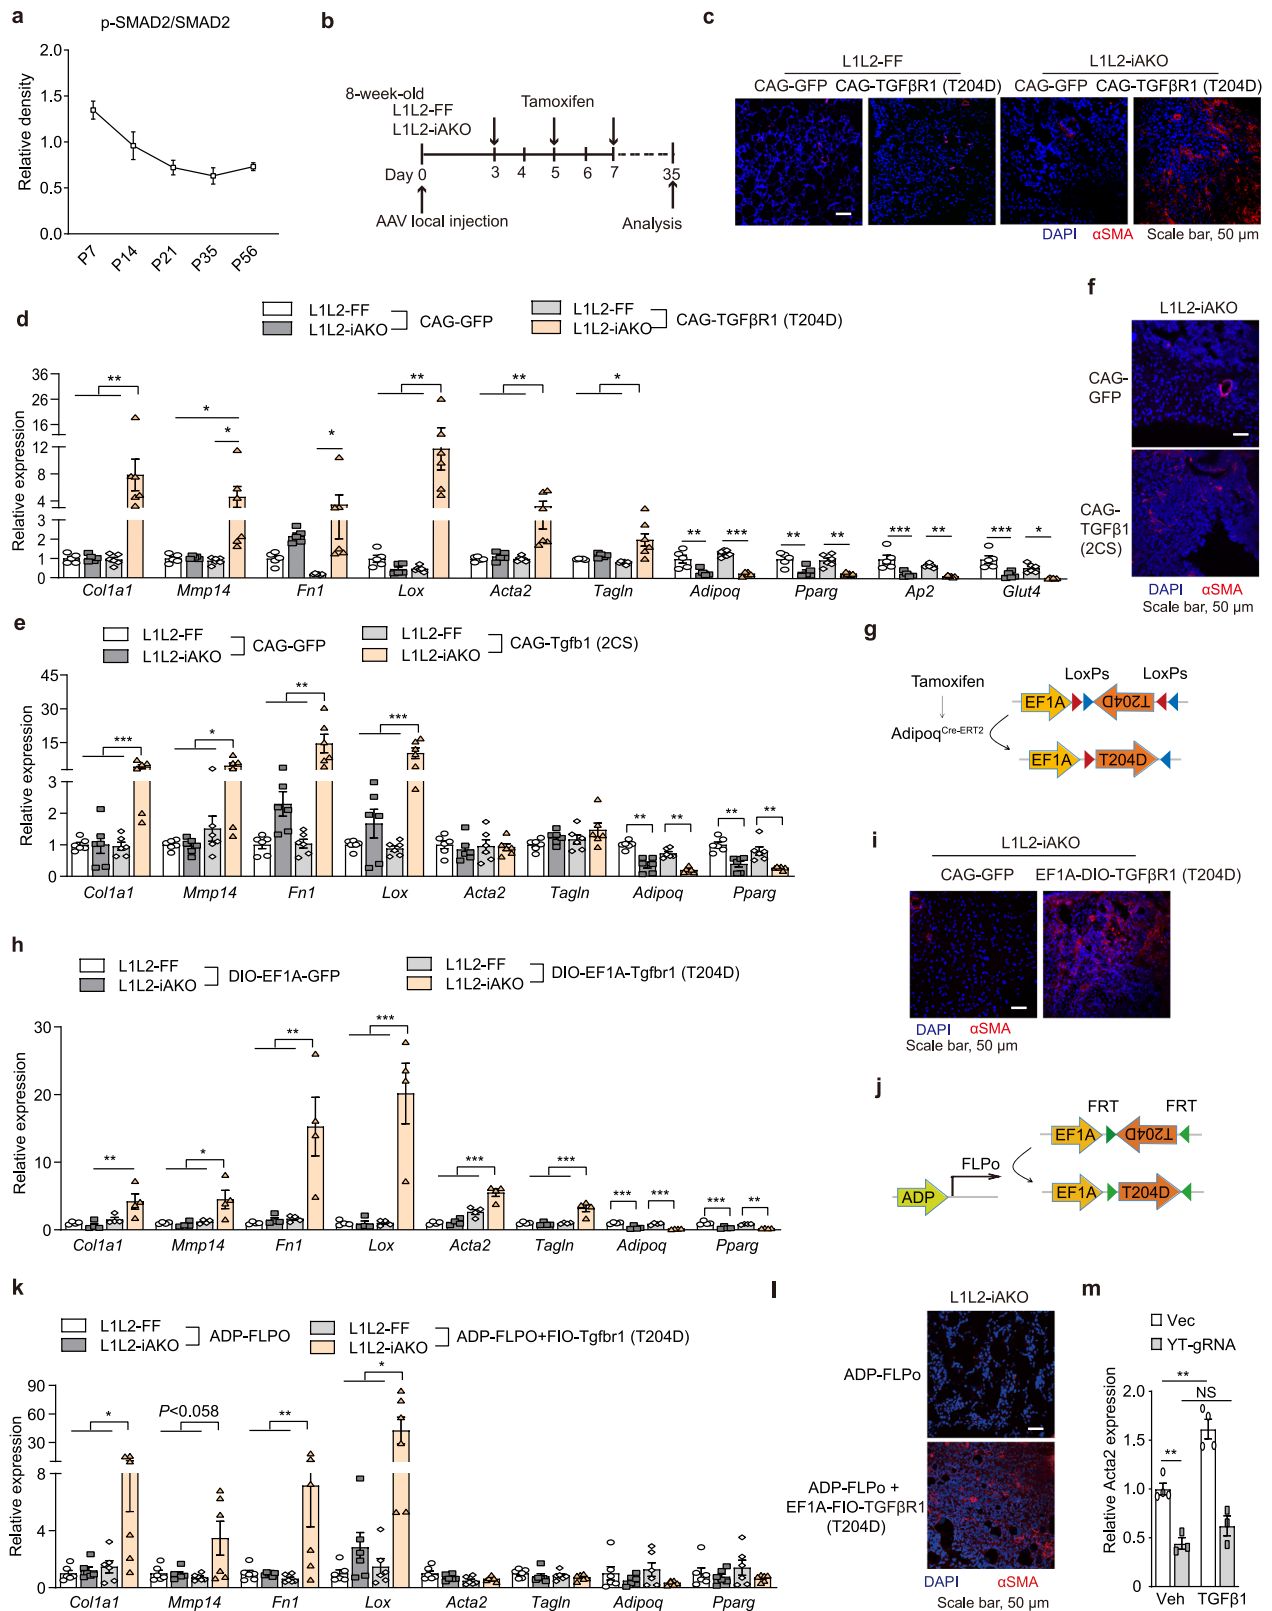 a
p-SMAD2/SMAD2
Relative density
2.0
1.5
1.0
0.5
0.0
P7
P14
P21
P35
P56
b
8-week-old
L1L2-FF
L1L2-iAKO
Tamoxifen
Day 0 3 4 5 6 7 35
AAV local injection
Analysis
c
L1L2-FF L1L2-iAKO
CAG-GFP CAG-TGFβR1 (T204D) CAG-GFP CAG-TGFβR1 (T204D)
DAPI αSMA Scale bar, 50 μm
d
L1L2-FF
L1L2-iAKO
CAG-GFP
L1L2-FF
L1L2-iAKO
CAG-TGFβR1 (T204D)
Relative expression
36
28
20
12
8
4
3
2
1
0
** * * * ** ** * ** *** ** ** *** ** *** *
Col1a1 Mmp14 Fn1 Lox Acta2 Tagln Adipoq Pparg Ap2 Glut4
e
L1L2-FF
L1L2-iAKO
CAG-GFP
L1L2-FF
L1L2-iAKO
CAG-Tgfb1 (2CS)
Relative expression
45
30
15
3
2
1
0
*** * ** *** ** ** ** **
Col1a1 Mmp14 Fn1 Lox Acta2 Tagln Adipoq Pparg
f
L1L2-iAKO
CAG-
GFP
CAG-
TGFβ1
(2CS)
DAPI αSMA
Scale bar, 50 μm
g
Tamoxifen
Adipoq Cre-ERT2
LoxPs LoxPs
EF1A T204D
EF1A T204D
h
L1L2-FF
L1L2-iAKO
DIO-EF1A-GFP
L1L2-FF
L1L2-iAKO
DIO-EF1A-Tgfbr1 (T204D)
Relative expression
30
20
10
0
** * ** *** *** *** *** *** *** **
Col1a1 Mmp14 Fn1 Lox Acta2 Tagln Adipoq Pparg
i
L1L2-iAKO
CAG-GFP EF1A-DIO-TGFβR1 (T204D)
DAPI αSMA
Scale bar, 50 μm
j
ADP
FLPo
FRT FRT
EF1A T204D
EF1A T204D
k
L1L2-FF
L1L2-iAKO
ADP-FLPO
L1L2-FF
L1L2-iAKO
ADP-FLPO+FIO-Tgfbr1 (T204D)
Relative expression
90
60
30
8
4
0
* P<0.058 ** *
Col1a1 Mmp14 Fn1 Lox Acta2 Tagln Adipoq Pparg
l
L1L2-iAKO
ADP-FLPo
ADP-FLPo +
EF1A-FIO-TGFβR1
(T204D)
DAPI αSMA
Scale bar, 50 μm
m
Vec
YT-gRNA
Relative Acta2 expression
2.0
1.5
1.0
0.5
0
**
NS
**
Veh TGFβ1